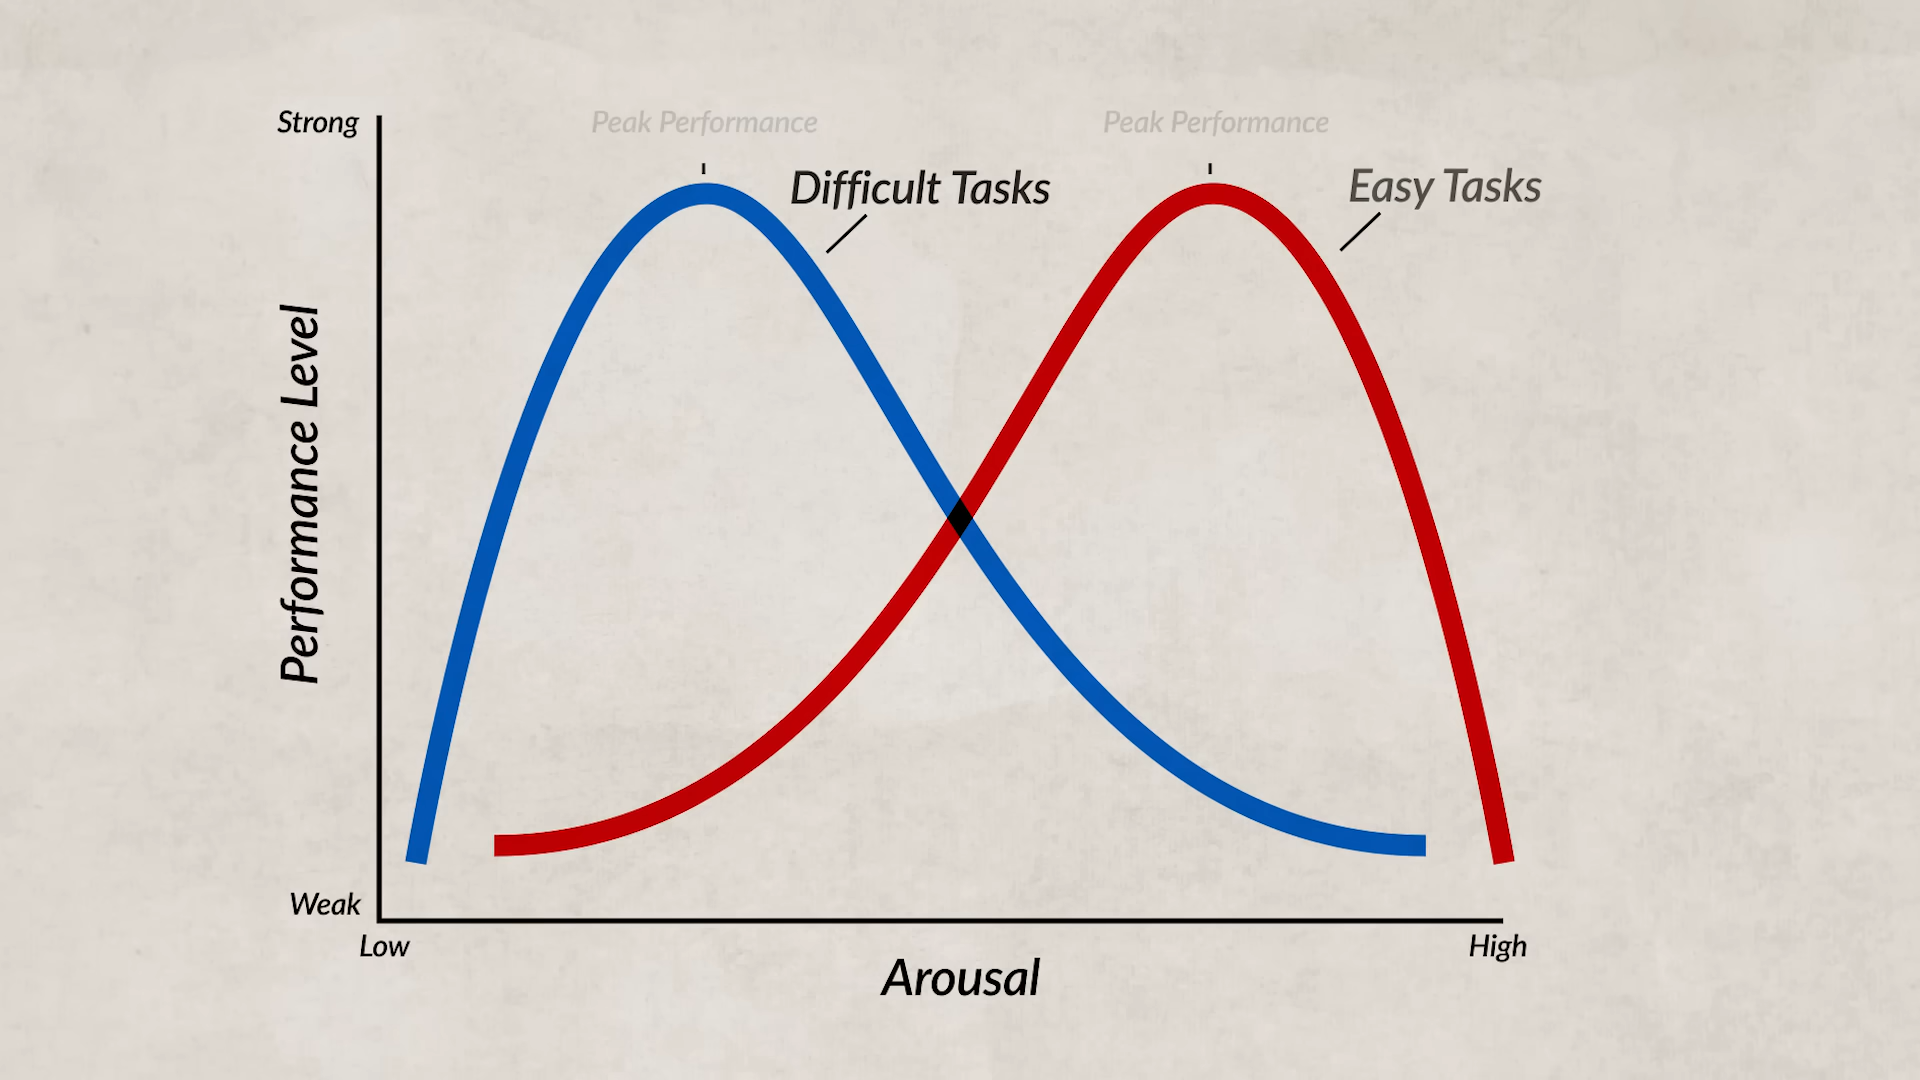 Strong
Peak Performance
Peak Performance
Difficult Tasks
Easy Tasks
Performance Level
Weak
Low
High
Arousal